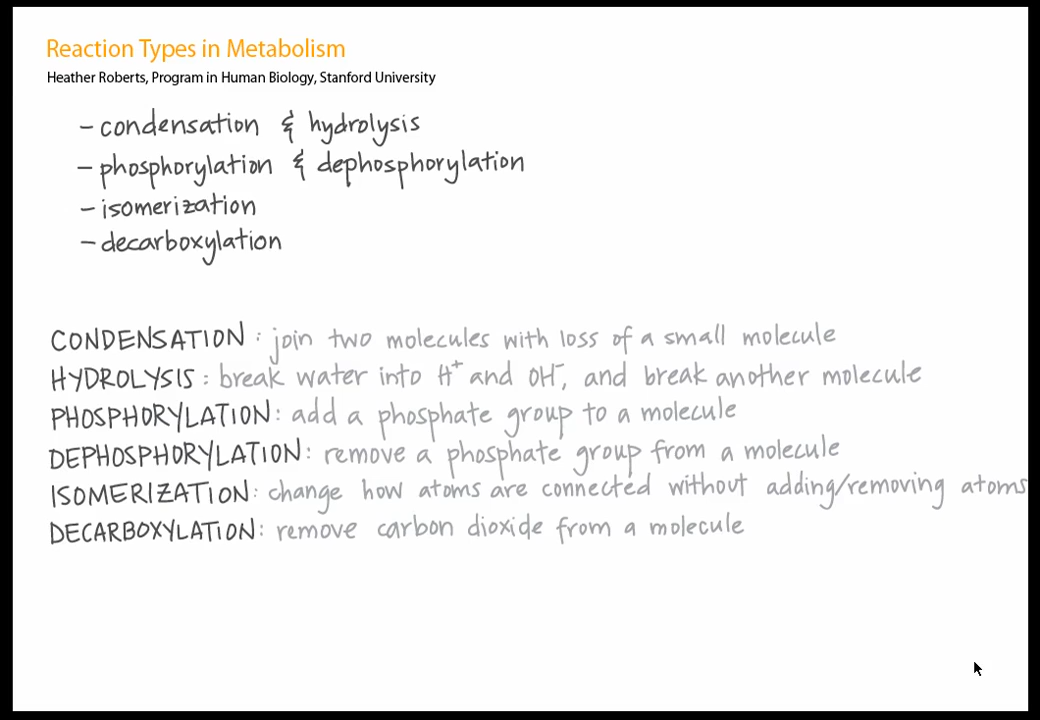 Reaction Types in Metabolism
Heather Roberts, Program in Human Biology, Stanford University
- condensation & hydrolysis
- phosphorylation & dephosphorylation
- isomerization
- decarboxylation
CONDENSATION: join two molecules with loss of a small molecule
HYDROLYSIS: break water into H⁺ and OH⁻, and break another molecule
PHOSPHORYLATION: add a phosphate group to a molecule
DEPHOSPHORYLATION: remove a phosphate group from a molecule
ISOMERIZATION: change how atoms are connected without adding/removing atoms
DECARBOXYLATION: remove carbon dioxide from a molecule